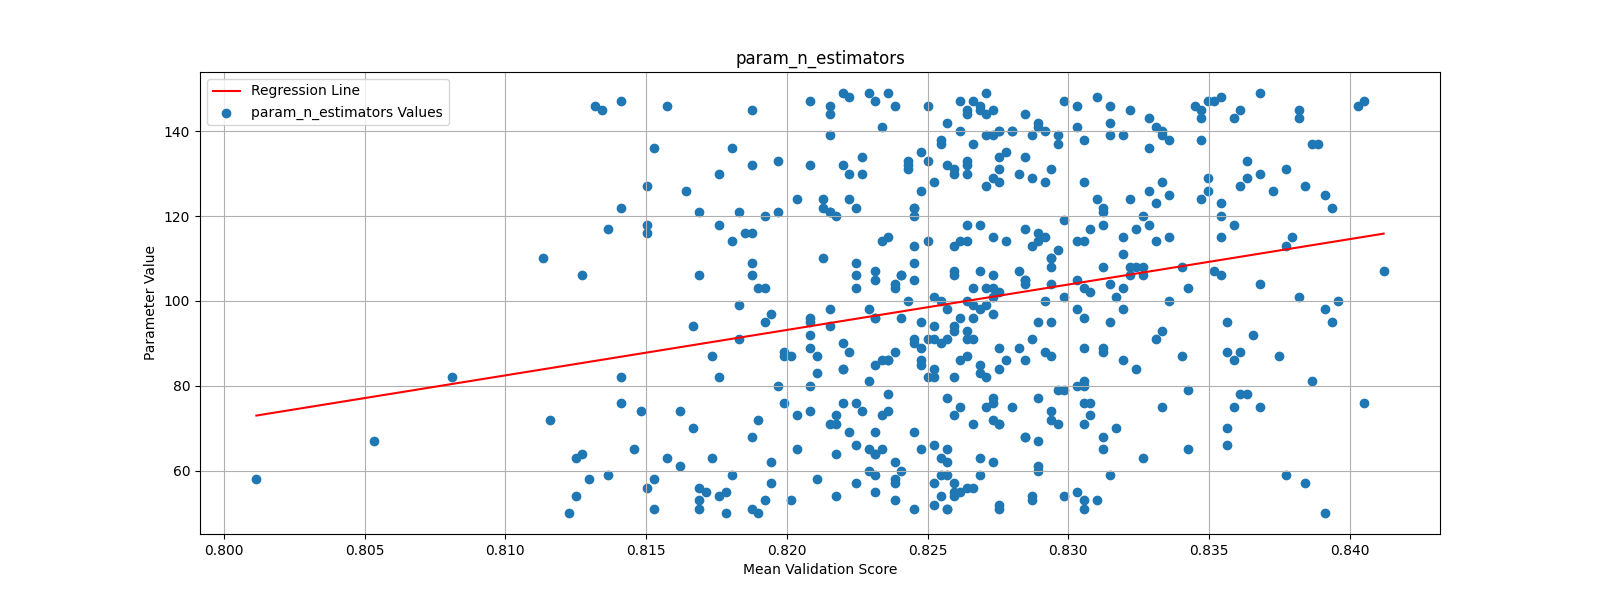 param_n_estimators
Regression Line
param_n_estimators Values
Parameter Value
140
120
100
80
60
0.800 0.805 0.810 0.815 0.820 0.825 0.830 0.835 0.840
Mean Validation Score